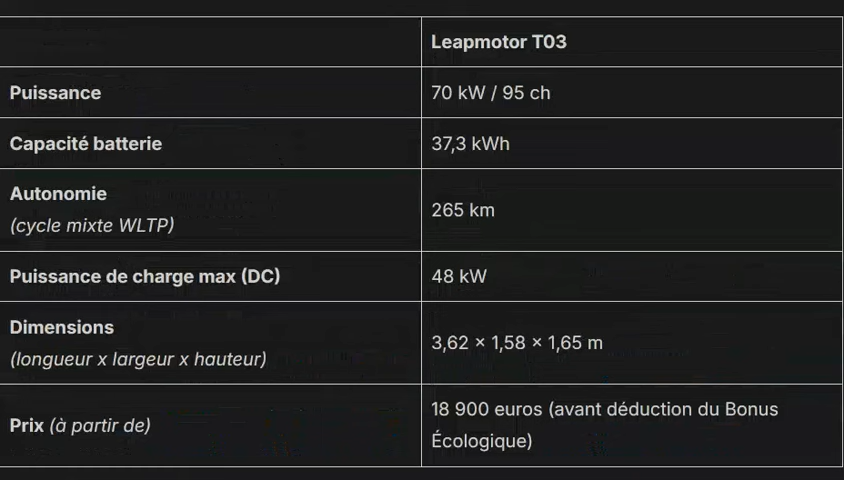 Leapmotor T03
Puissance 70 kW / 95 ch
Capacité batterie 37,3 kWh
Autonomie
(cycle mixte WLTP) 265 km
Puissance de charge max (DC) 48 kW
Dimensions
(longueur x largeur x hauteur) 3,62 × 1,58 × 1,65 m
Prix (à partir de) 18 900 euros (avant déduction du Bonus
Écologique)